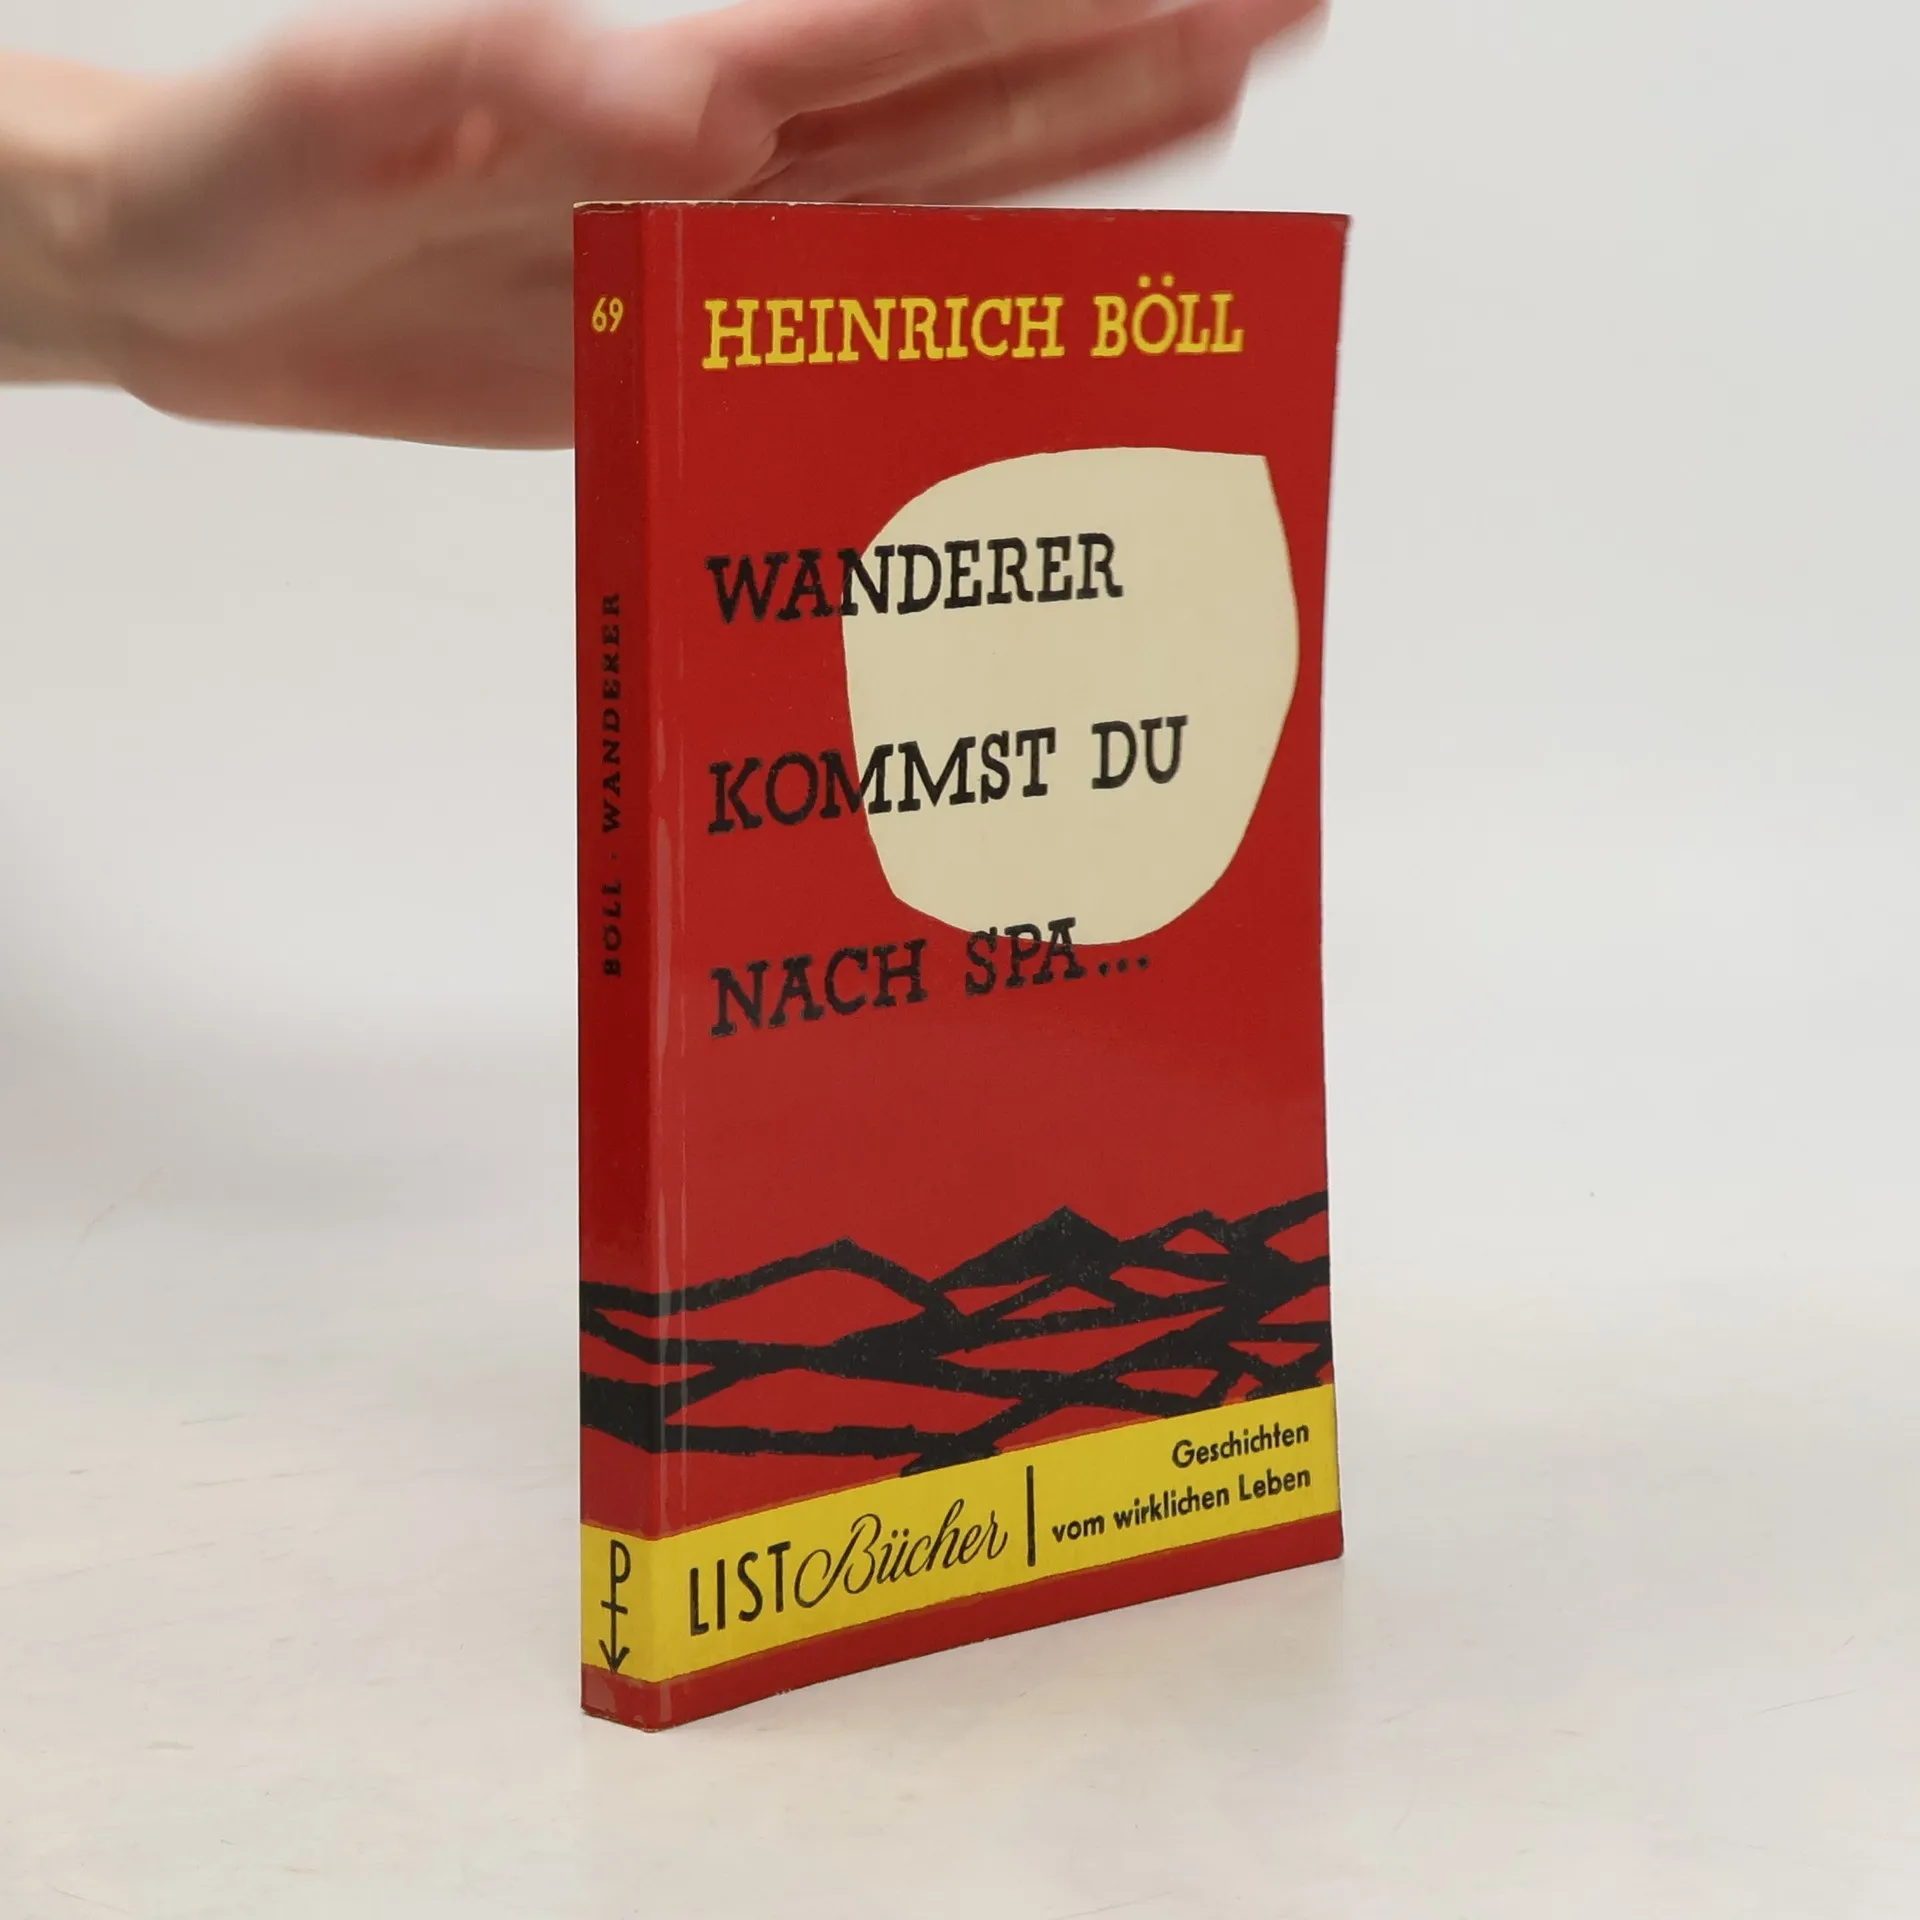 69
BÖLL · WANDERER
HEINRICH BÖLL
WANDERER
KOMMST DU
NACH SPA...
Geschichten
vom wirklichen Leben
LIST Bücher
P